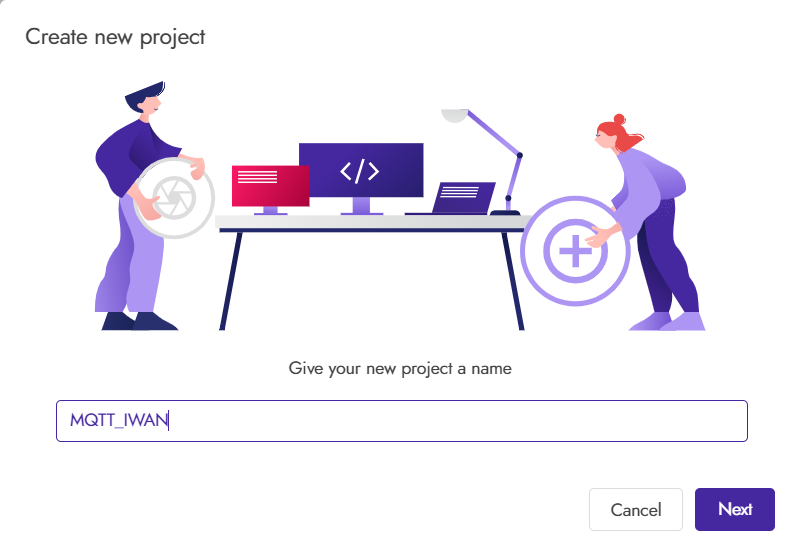 Create new project
</>
Give your new project a name
MQTT_IWAN
Cancel
Next